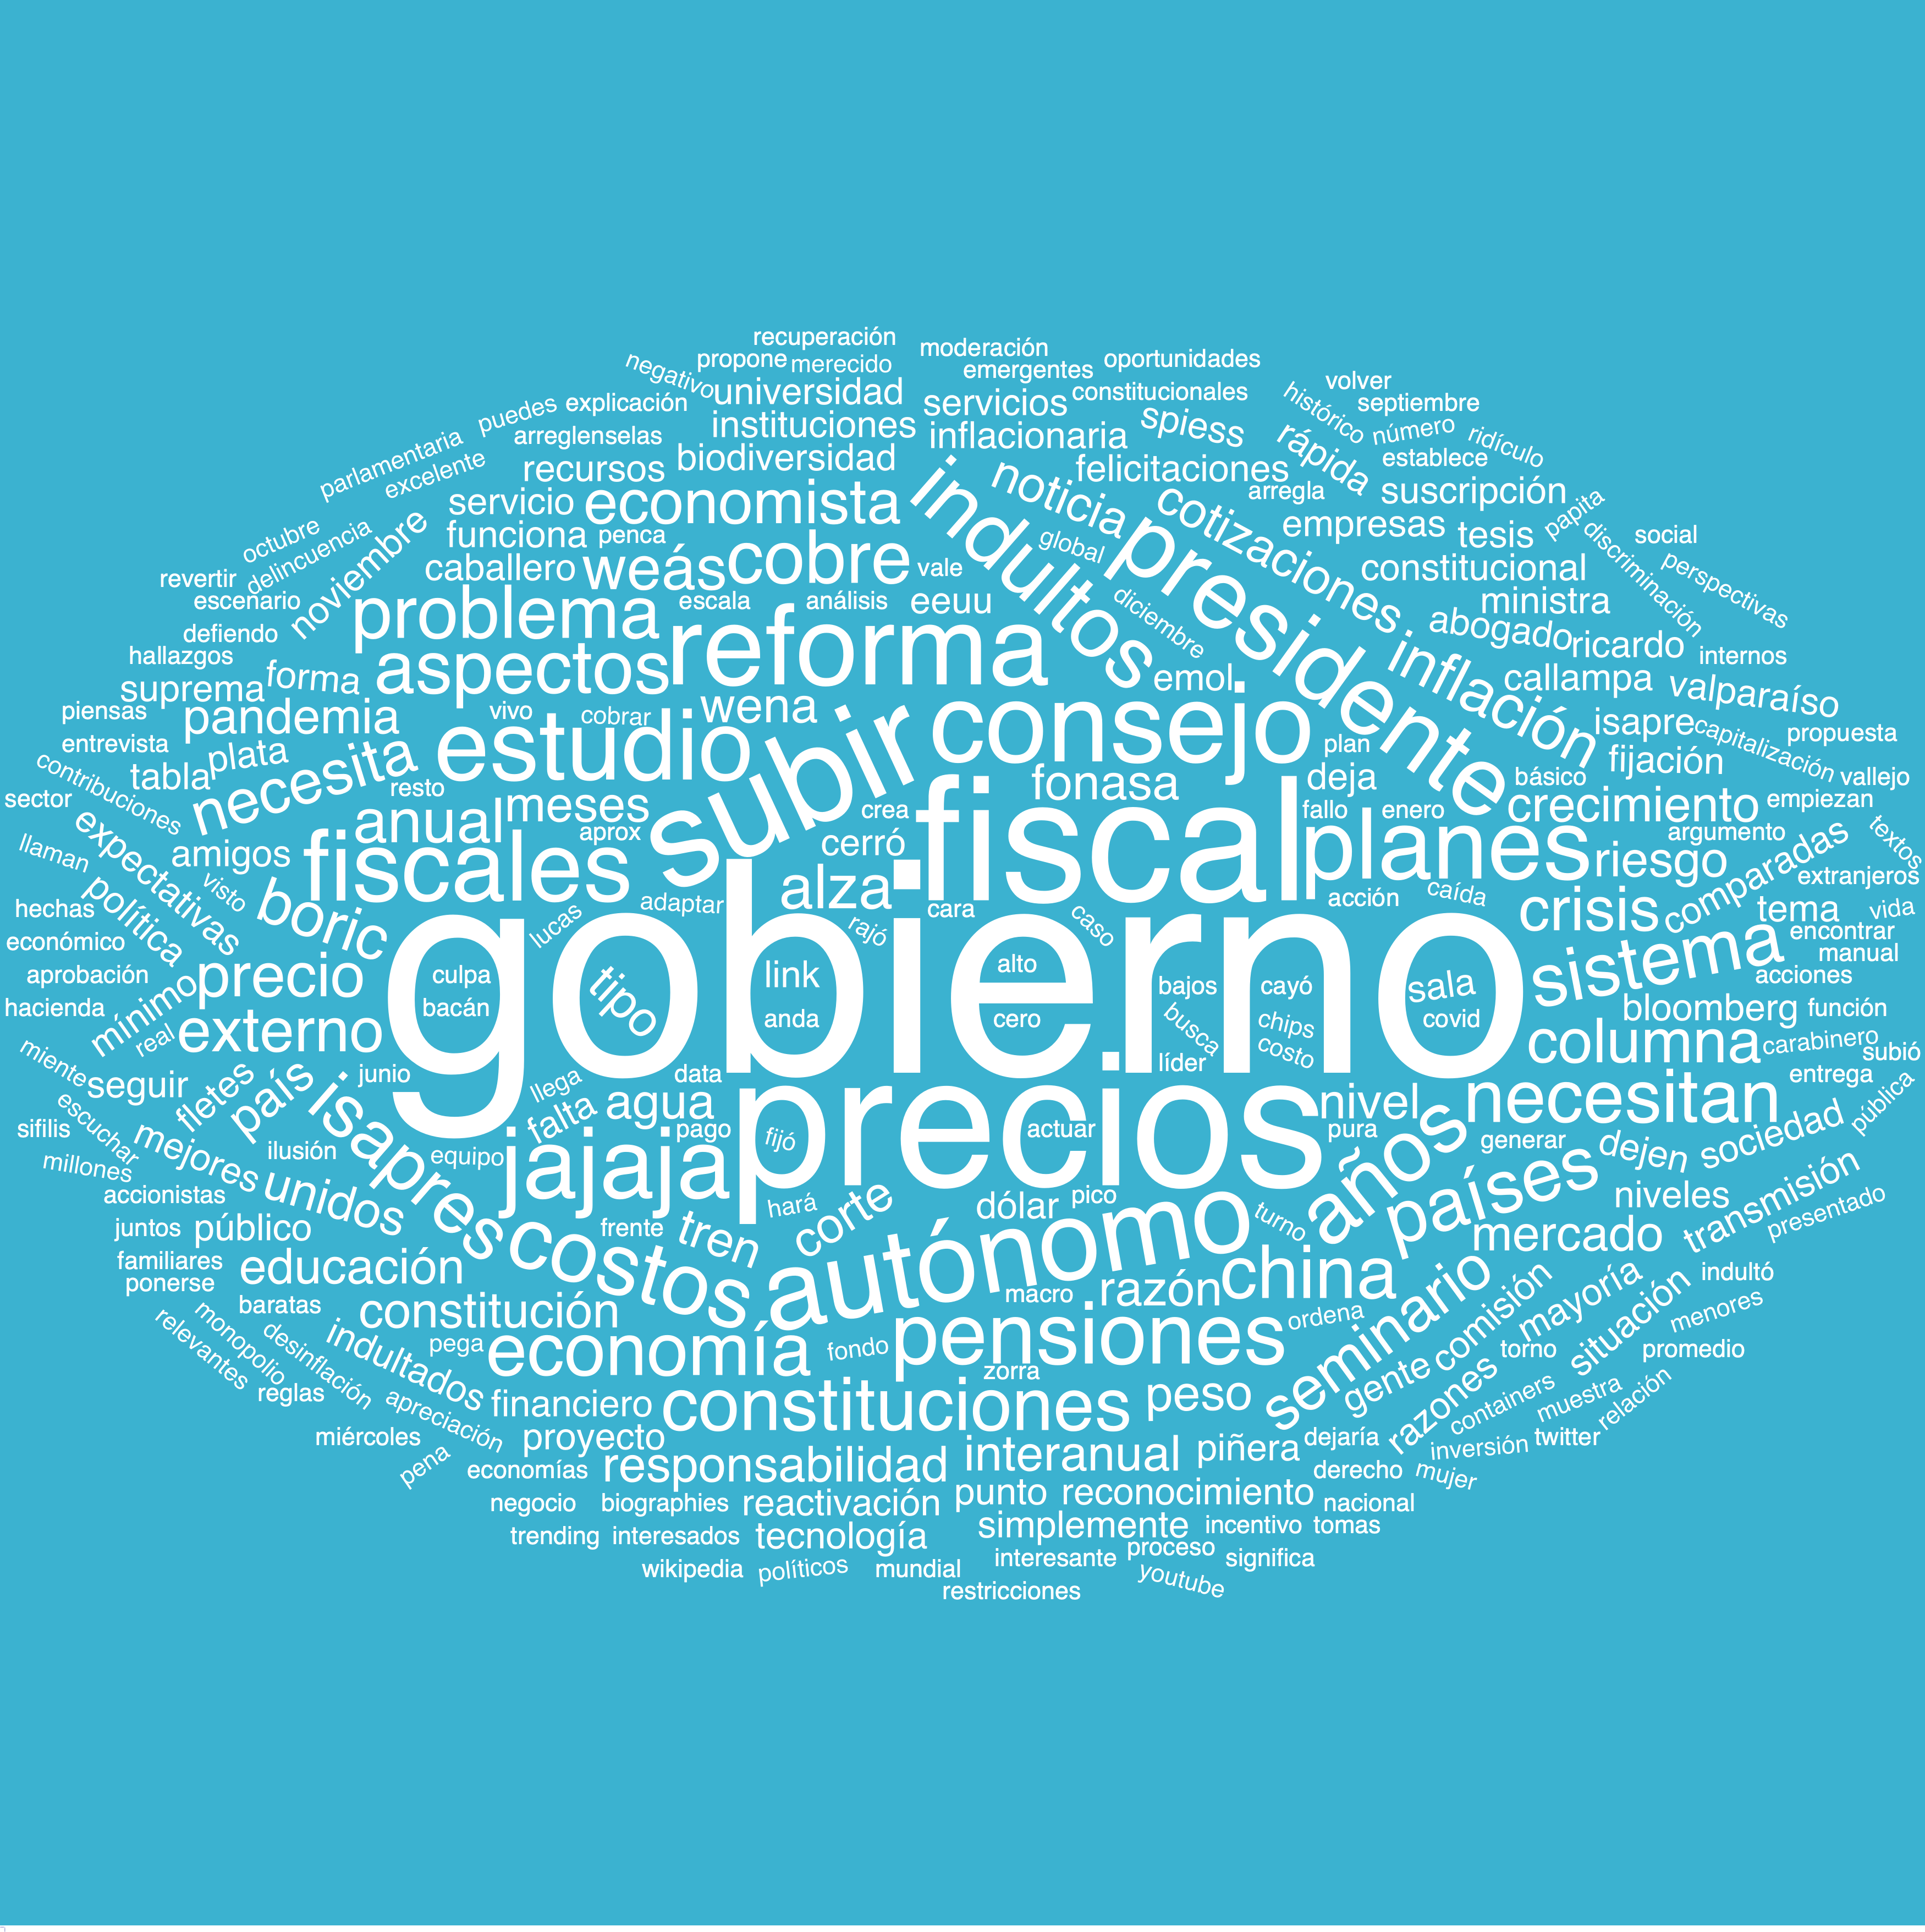 recuperación
moderación
propone
merecido
oportunidades
emergentes
negativo
universidad
constitucionales
volver
explicación
servicios
histórico
septiembre
puedes
instituciones
spiess
número
arreglenselas
inflacionaria
rápida
ridículo
parlamentaria
biodiversidad
establece
excelente
recursos
noticia
felicitaciones
arregla
suscripción
servicio
economista
indultos
presidente
cotizaciones
empresas
tesis
papita
social
octubre
funciona
penca
global
discriminación
delincuencia
noviembre
caballero
weás
cobre
vale
constitucional
perspectivas
revertir
escenario
problema
escala
análisis
eeuu
diciembre
ministra
abogado
ricardo
defiendo
reforma
inflación
internos
hallazgos
forma
aspectos
emol
callampa
valparaíso
suprema
piensas
pandemia
vivo
cobrar
wena
consejo
isapre
capitalización
propuesta
entrevista
plata
necesita
estudio
subir
plan
fijación
contribuciones
tabla
resto
fonasa
deja
básico
vallejo
sector
anual
meses
crea
fiscal
fallo
enero
crecimiento
empiezan
expectativas
aprox
argumento
textos
llaman
amigos
fiscales
cerró
planes
riesgo
comparadas
extranjeros
política
visto
boric
adaptar
alza
cara
acción
caída
crisis
tema
vida
hechas
lucas
rajó
caso
encontrar
económico
gobierno
sistema
manual
aprobación
precio
culpa
tipo
link
alto
bajos
cayó
sala
acciones
hacienda
mínimo
bacán
anda
cero
busca
chips
covid
bloomberg
función
real
externo
costo
columna
carabinero
subió
miente
seguir
fletes
país
junio
llega
data
líder
entrega
escuchar
isapres
falta
agua
precios
nivel
años
necesitan
pública
sifilis
mejores
ilusión
pago
fijó
actuar
pura
generar
dejen
sociedad
millones
equipo
jajaja
países
accionistas
unidos
hará
corte
dólar
pico
niveles
transmisión
presentado
juntos
público
costos
frente
tren
autónomo
turno
mercado
familiares
educación
seminario
ponerse
macro
razón
china
comisión
mayoría
situación
indultó
baratas
constitución
ordena
menores
monopolio
relevantes
desinflación
indultados
pega
economía
fondo
pensiones
gente
torno
promedio
zorra
reglas
apreciación
financiero
constituciones
peso
razones
containers
muestra
relación
miércoles
proyecto
interanual
piñera
dejaría
inversión
twitter
pena
economías
responsabilidad
derecho
mujer
negocio
biographies
reactivación
punto
reconocimiento
nacional
trending
interesados
tecnología
simplemente
incentivo
tomas
wikipedia
políticos
mundial
interesante
proceso
significa
restricciones
youtube